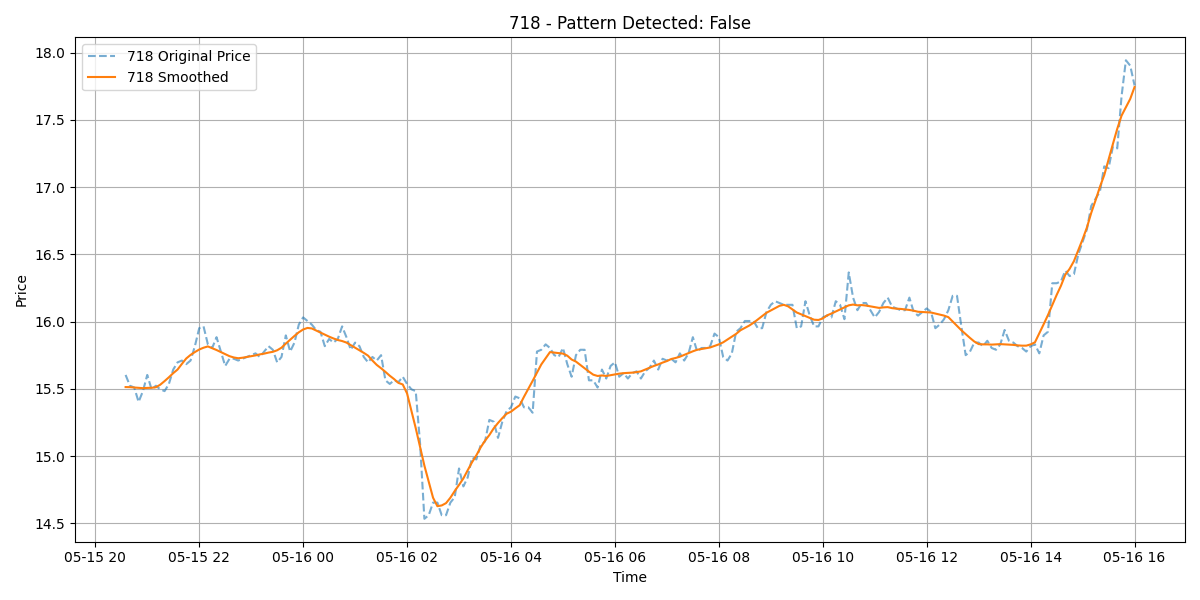 718 - Pattern Detected: False
718 Original Price
718 Smoothed
Price
18.0
17.5
17.0
16.5
16.0
15.5
15.0
14.5
05-15 20 05-15 22 05-16 00 05-16 02 05-16 04 05-16 06 05-16 08 05-16 10 05-16 12 05-16 14 05-16 16
Time